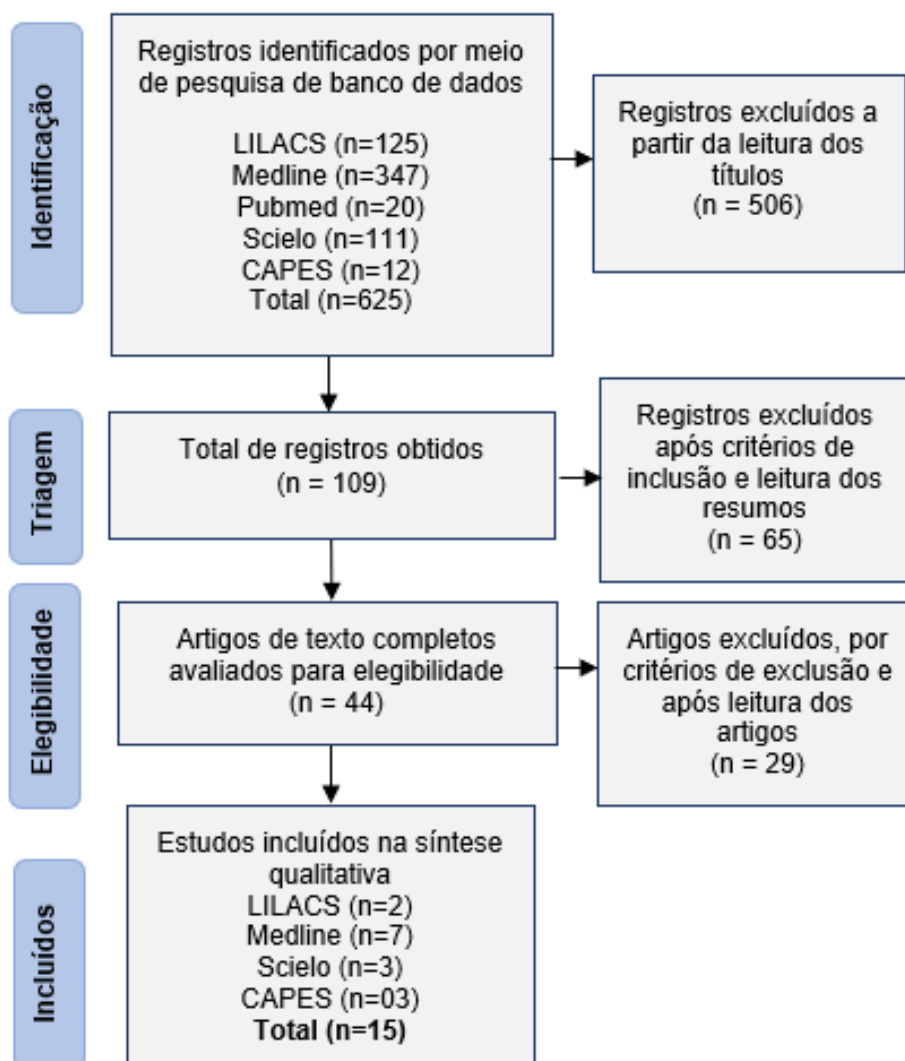 Identificação
Registros identificados por meio
de pesquisa de banco de dados
LILACS (n=125)
Medline (n=347)
Pubmed (n=20)
Scielo (n=111)
CAPES (n=12)
Total (n=625)
Registros excluídos a
partir da leitura dos
títulos
(n = 506)
Triagem
Total de registros obtidos
(n = 109)
Registros excluídos
após critérios de
inclusão e leitura dos
resumos
(n = 65)
Elegibilidade
Artigos de texto completos
avaliados para elegibilidade
(n = 44)
Artigos excluídos, por
critérios de exclusão e
após leitura dos
artigos
(n = 29)
Incluídos
Estudos incluídos na síntese
qualitativa
LILACS (n=2)
Medline (n=7)
Scielo (n=3)
CAPES (n=03)
Total (n=15)